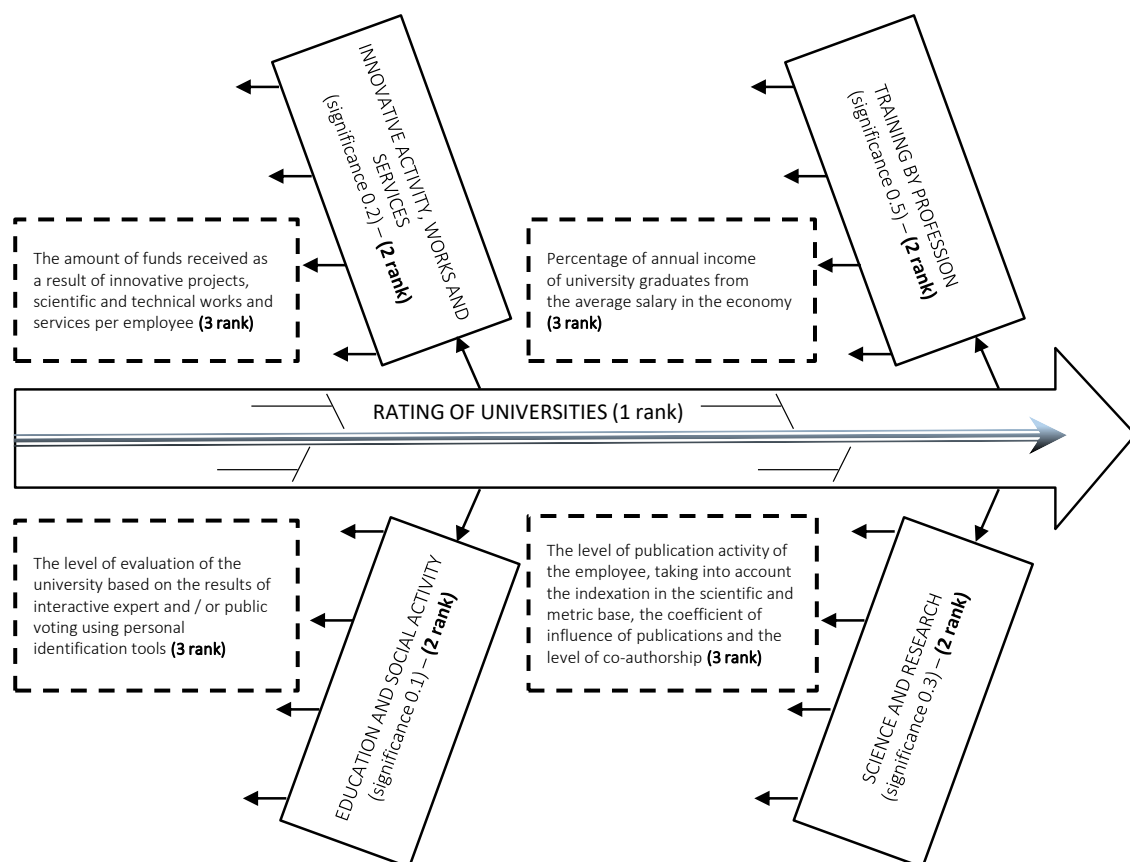 INNOVATIVE ACTIVITY, WORKS AND
SERVICES
(significance 0.2) – (2 rank)
TRAINING BY PROFESSION
(significance 0.5) – (2 rank)
The amount of funds received as
a result of innovative projects,
scientific and technical works and
services per employee (3 rank)
Percentage of annual income
of university graduates from
the average salary in the economy
(3 rank)
RATING OF UNIVERSITIES (1 rank)
The level of evaluation of the
university based on the results of
interactive expert and / or public
voting using personal
identification tools (3 rank)
EDUCATION AND SOCIAL ACTIVITY
(significance 0.1) – (2 rank)
The level of publication activity of
the employee, taking into account
the indexation in the scientific and
metric base, the coefficient of
influence of publications and the
level of co-authorship (3 rank)
SCIENCE AND RESEARCH
(significance 0.3) – (2 rank)